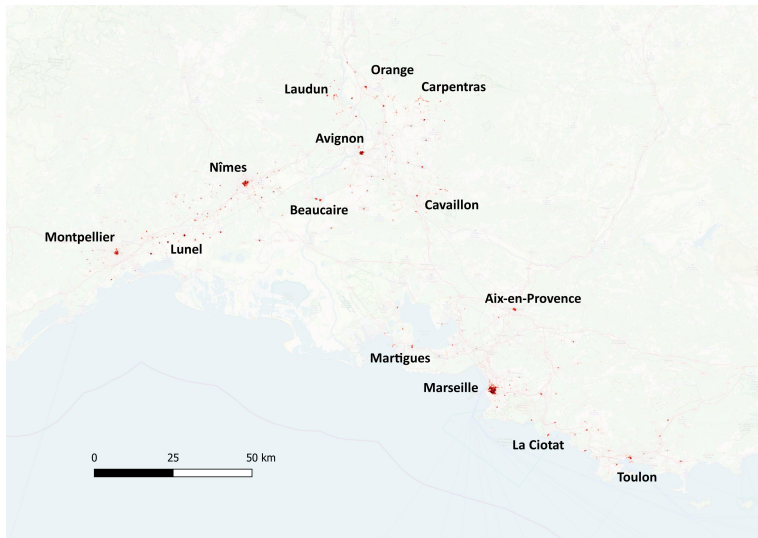 Orange
Laudun
Carpentras
Avignon
Nîmes
Beaucaire
Cavaillon
Montpellier
Lunel
Aix-en-Provence
Martigues
Marseille
La Ciotat
Toulon
0 25 50 km